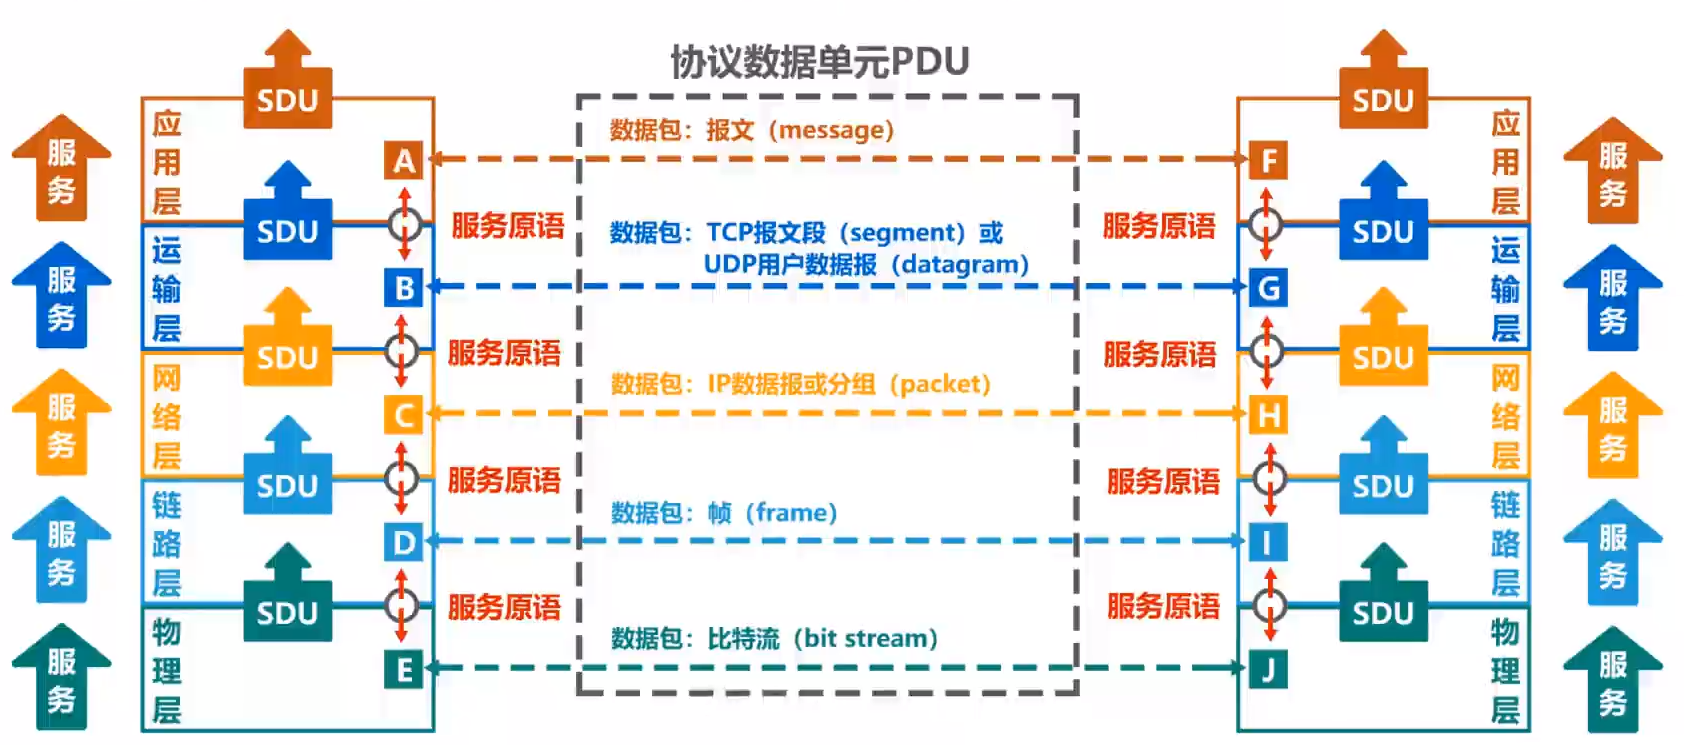 协议数据单元PDU
SDU
SDU
应用层
数据包：报文（message）
应用层
服务
服务
A
F
SDU
SDU
服务原语
服务原语
数据包：TCP报文段（segment）或
UDP用户数据报（datagram）
运输层
运输层
服务
服务
B
G
SDU
SDU
服务原语
服务原语
网络层
数据包：IP数据报或分组（packet）
网络层
服务
服务
C
H
SDU
SDU
服务原语
服务原语
链路层
数据包：帧（frame）
链路层
服务
服务
D
I
SDU
SDU
服务原语
服务原语
物理层
数据包：比特流（bit stream）
物理层
服务
服务
E
J